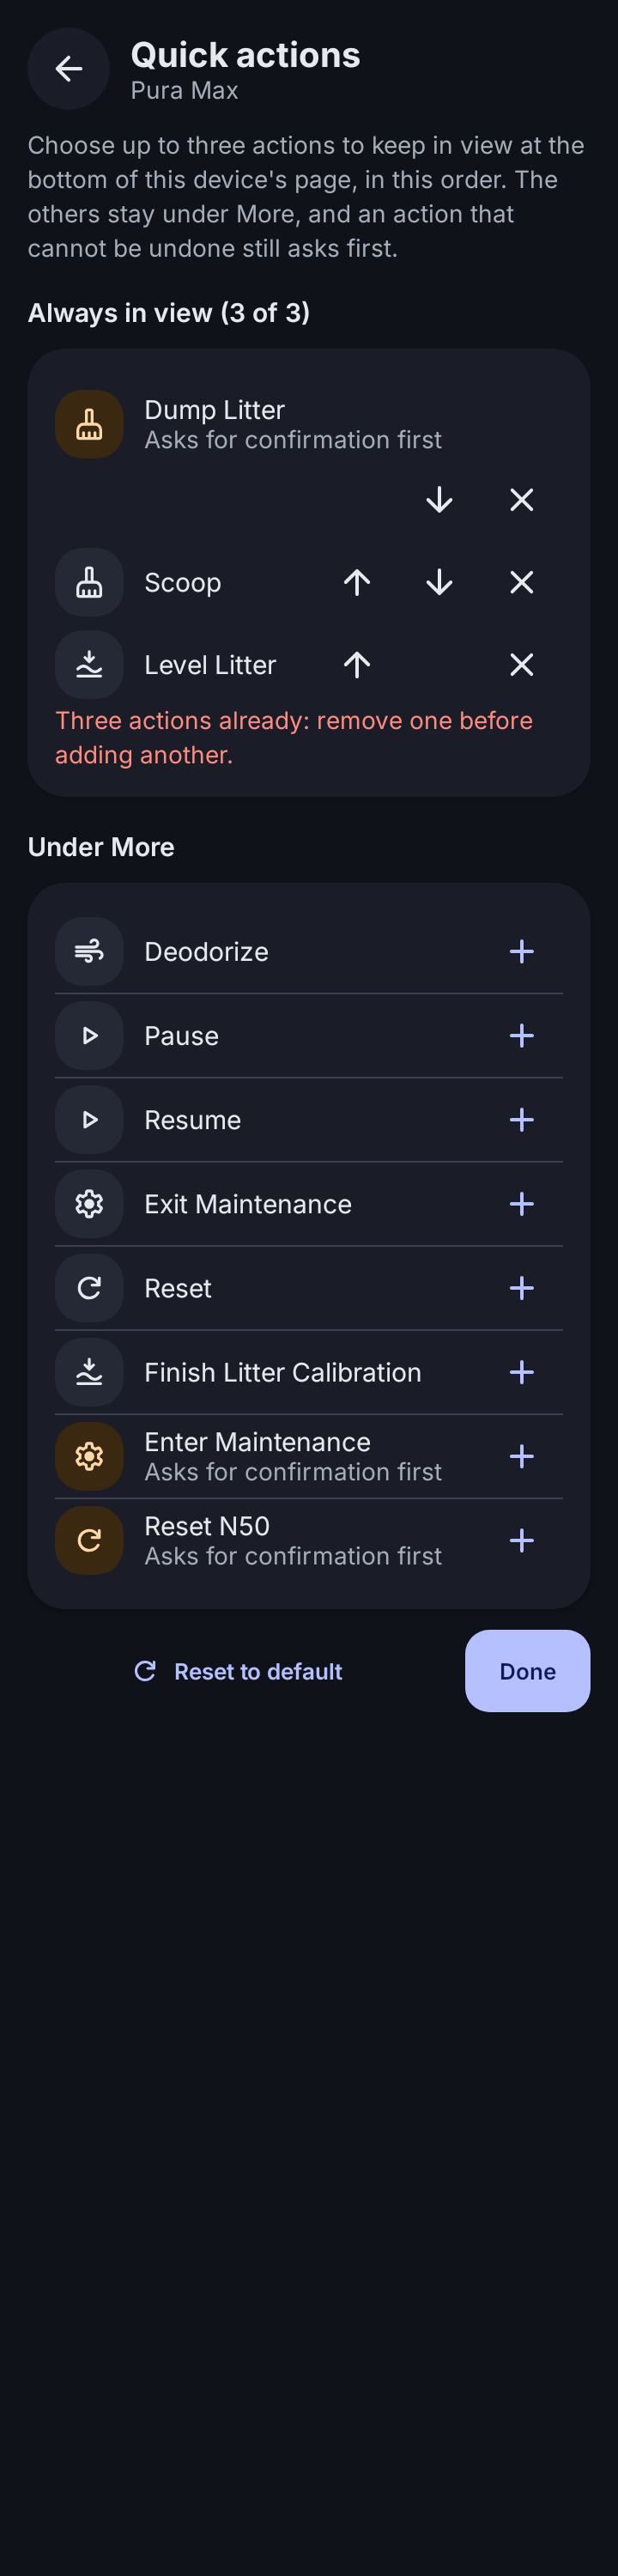 Quick actions
Pura Max
Choose up to three actions to keep in view at the
bottom of this device's page, in this order. The
others stay under More, and an action that
cannot be undone still asks first.
Always in view (3 of 3)
Dump Litter
Asks for confirmation first
Scoop
Level Litter
Three actions already: remove one before
adding another.
Under More
Deodorize
Pause
Resume
Exit Maintenance
Reset
Finish Litter Calibration
Enter Maintenance
Asks for confirmation first
Reset N50
Asks for confirmation first
Reset to default
Done